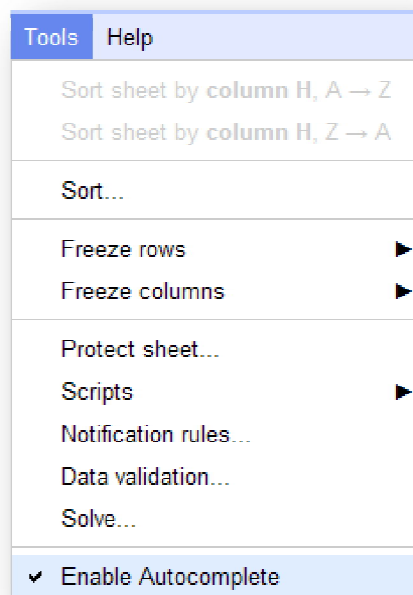 Tools Help
Sort sheet by column H, A → Z
Sort sheet by column H, Z → A
Sort...
Freeze rows
Freeze columns
Protect sheet...
Scripts
Notification rules...
Data validation...
Solve...
Enable Autocomplete